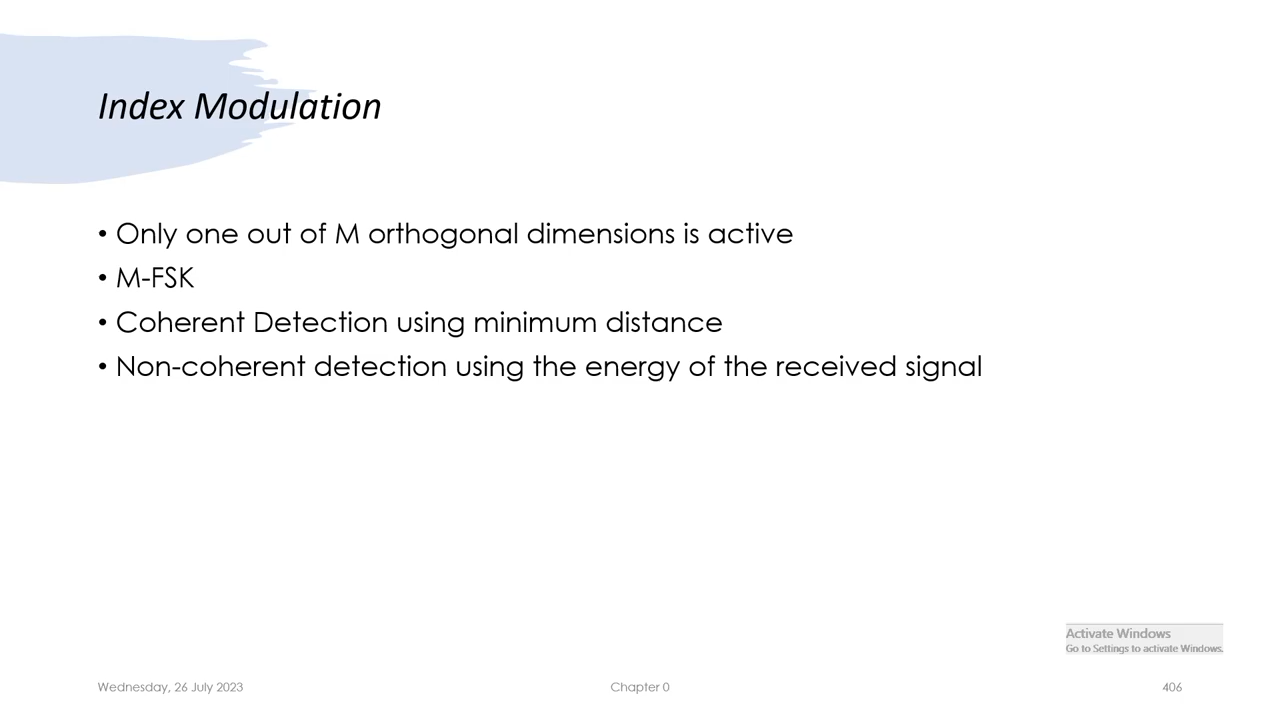 Index Modulation
• Only one out of M orthogonal dimensions is active
• M-FSK
• Coherent Detection using minimum distance
• Non-coherent detection using the energy of the received signal
Activate Windows
Go to Settings to activate Windows.
Wednesday, 26 July 2023 Chapter 0 406